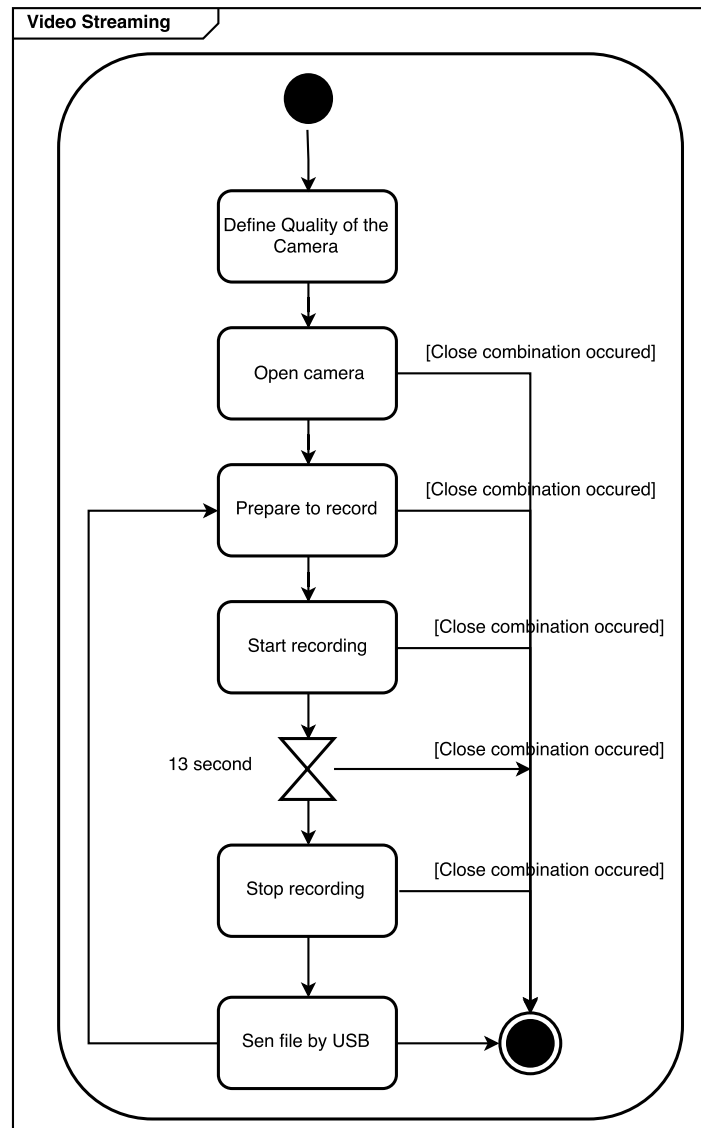 Video Streaming
Define Quality of the
Camera
Open camera
[Close combination occured]
Prepare to record
[Close combination occured]
Start recording
[Close combination occured]
13 second
[Close combination occured]
Stop recording
[Close combination occured]
Sen file by USB